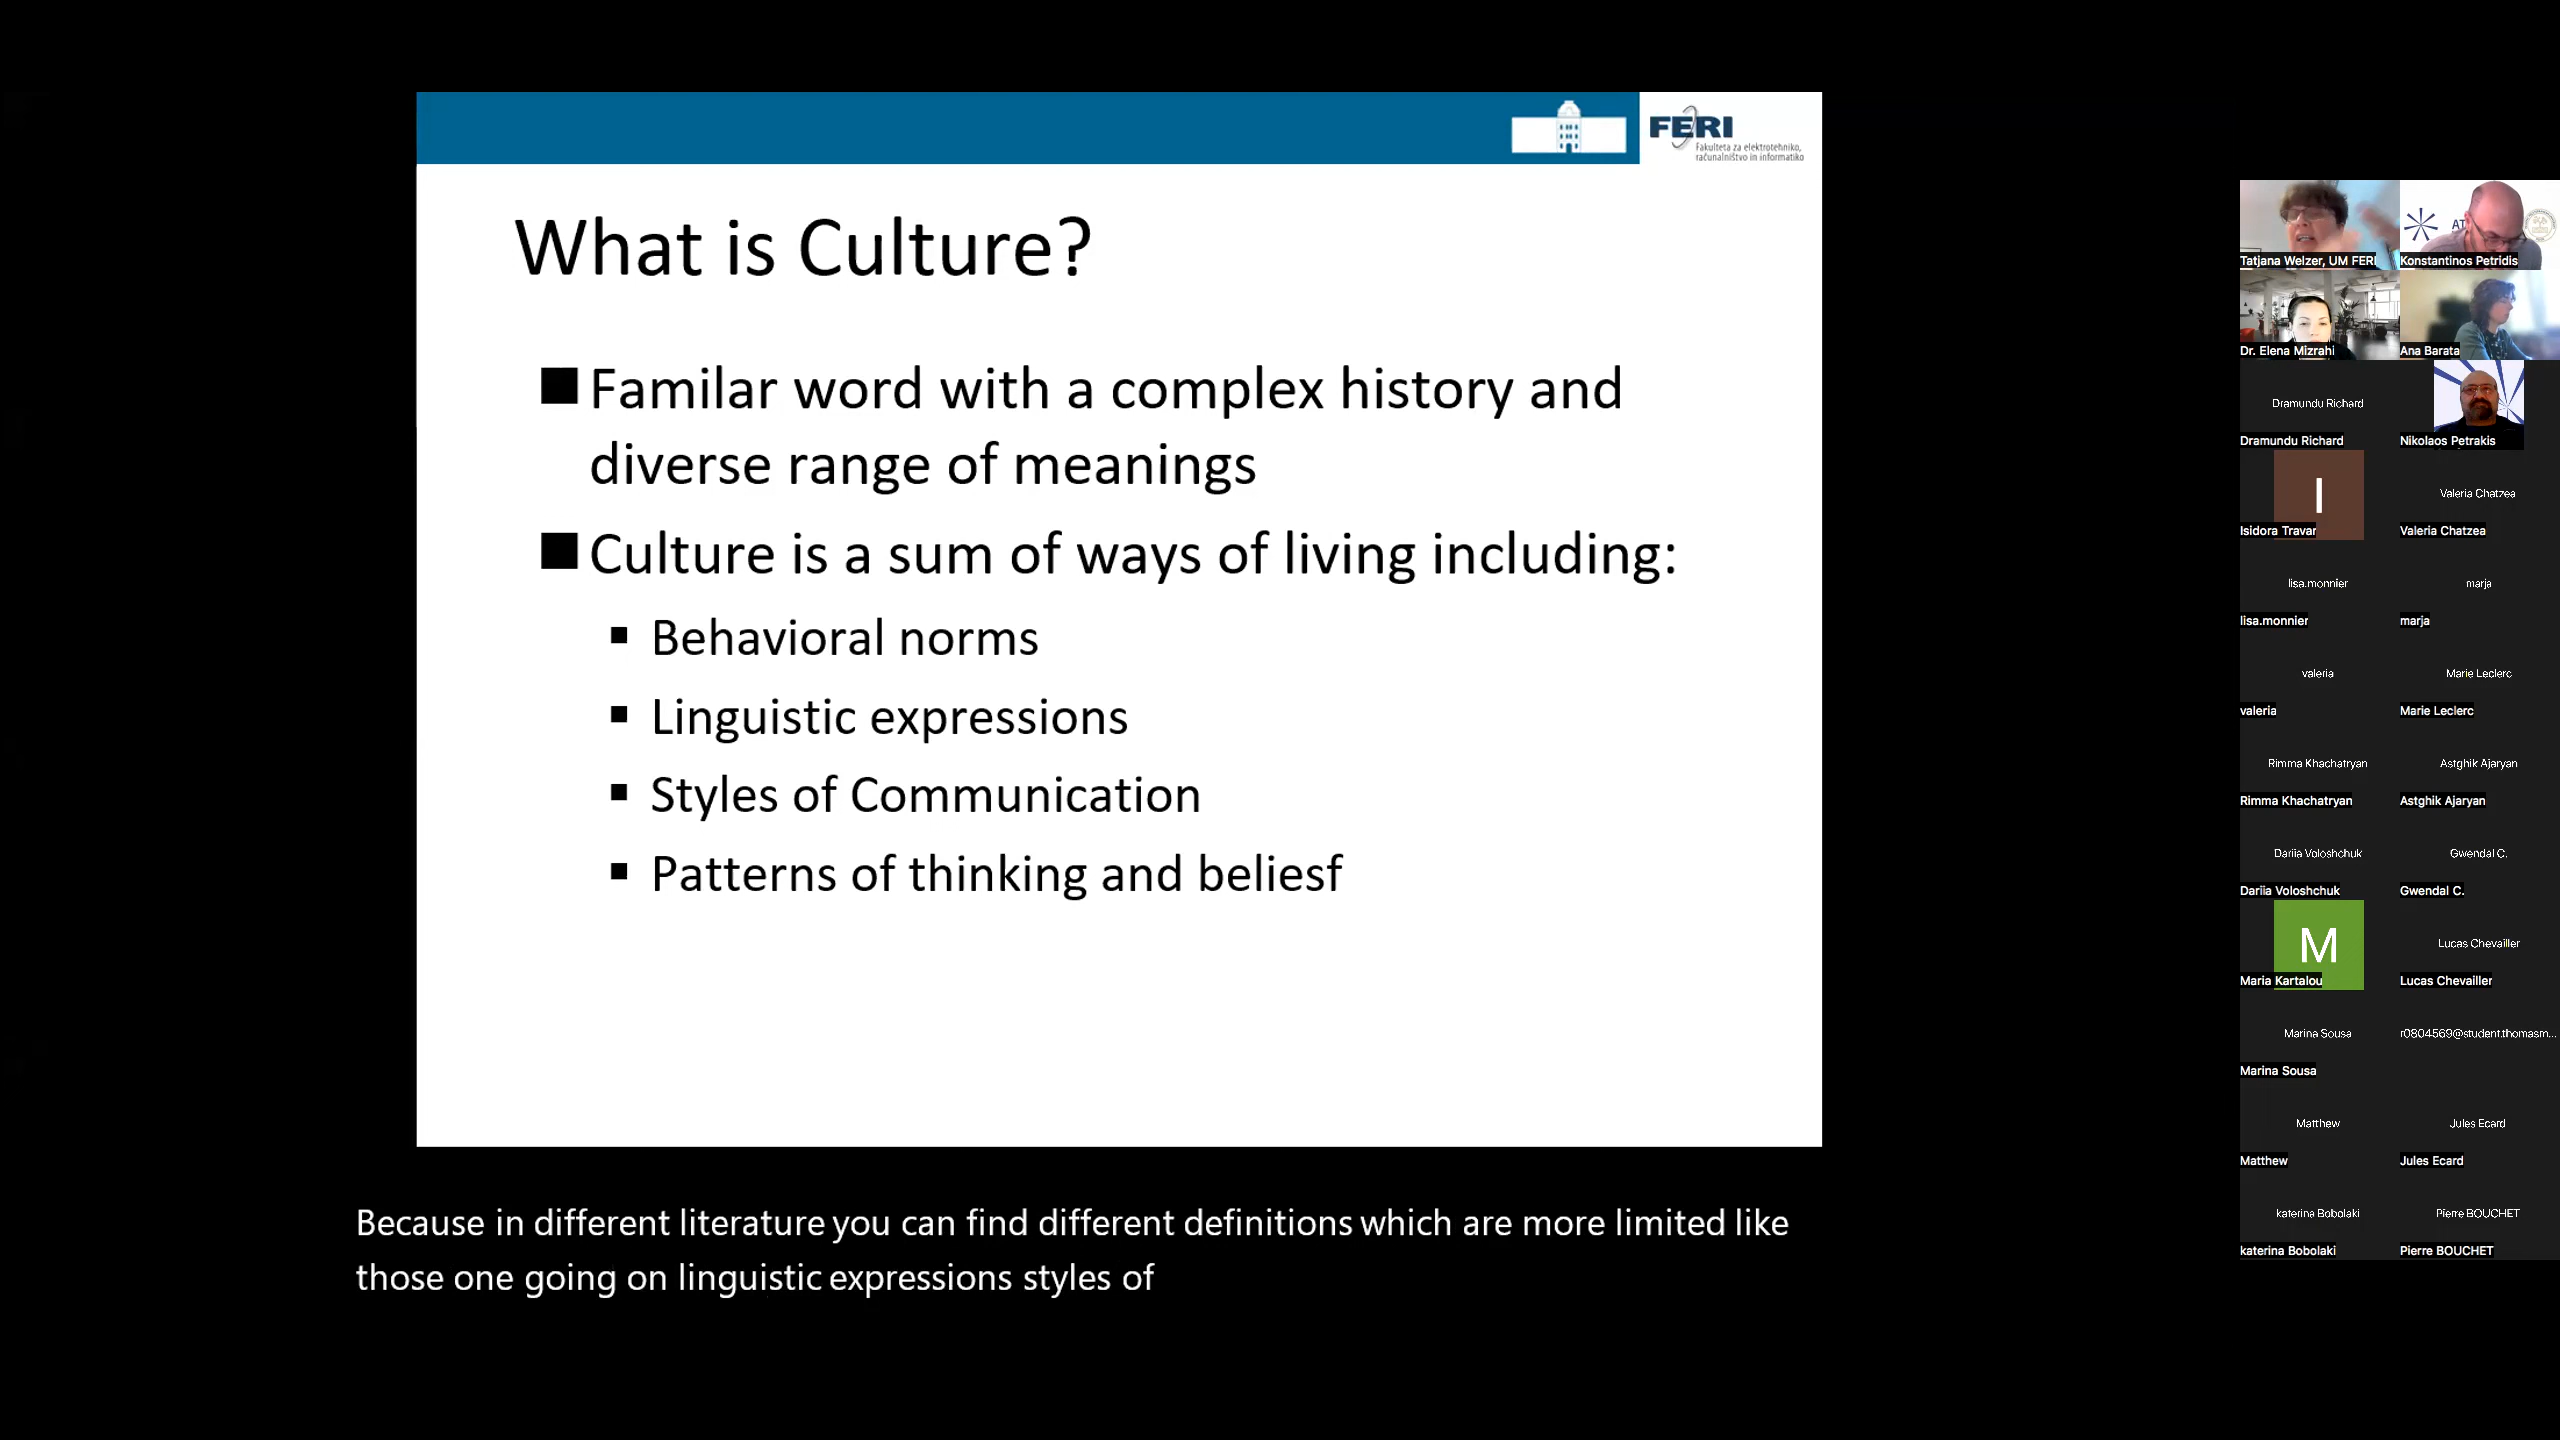 FERI
Fakulteta za elektrotehniko,
računalništvo in informatiko
What is Culture?
Familar word with a complex history and
diverse range of meanings
Culture is a sum of ways of living including:
Behavioral norms
Linguistic expressions
Styles of Communication
Patterns of thinking and beliesf
Because in different literature you can find different definitions which are more limited like
those one going on linguistic expressions styles of
AT
Tatjana Welzer, UM FERI
Konstantinos Petridis
Dr. Elena Mizrahi
Ana Barata
Dramundu Richard
Dramundu Richard
Nikolaos Petrakis
I
Isidora Travar
Valeria Chatzea
Valeria Chatzea
lisa.monnier
lisa.monnier
marja
marja
valeria
valeria
Marie Leclerc
Marie Leclerc
Rimma Khachatryan
Rimma Khachatryan
Astghik Ajaryan
Astghik Ajaryan
Dariia Voloshchuk
Dariia Voloshchuk
Gwendal C.
Gwendal C.
M
Maria Kartalou
Lucas Chevailler
Lucas Chevailler
Marina Sousa
Marina Sousa
r0804569@student.thomasm...
Matthew
Matthew
Jules Ecard
Jules Ecard
katerina Bobolaki
katerina Bobolaki
Pierre BOUCHET
Pierre BOUCHET